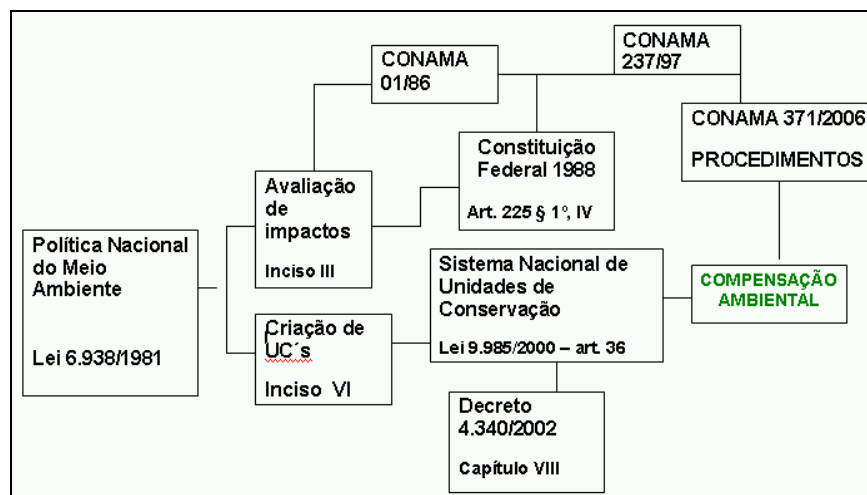 CONAMA
01/86
CONAMA
237/97
CONAMA 371/2006
PROCEDIMENTOS
Constituição
Federal 1988
Art. 225 § 1°, IV
Avaliação
de
impactos
Inciso III
Política Nacional
do Meio
Ambiente
Lei 6.938/1981
Sistema Nacional de
Unidades de
Conservação
Lei 9.985/2000 – art. 36
COMPENSAÇÃO
AMBIENTAL
Criação de
UC´s
Inciso VI
Decreto
4.340/2002
Capítulo VIII